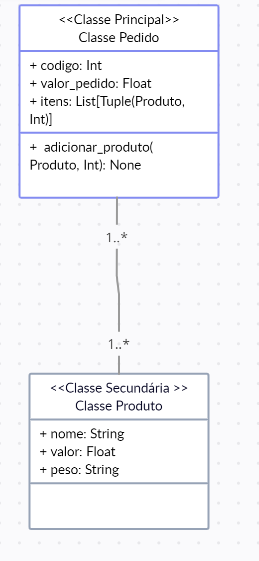 <<Classe Principal>>
Classe Pedido
+ codigo: Int
+ valor_pedido: Float
+ itens: List[Tuple(Produto,
Int)]
+ adicionar_produto(
Produto, Int): None
1..*
1..*
<<Classe Secundária >>
Classe Produto
+ nome: String
+ valor: Float
+ peso: String